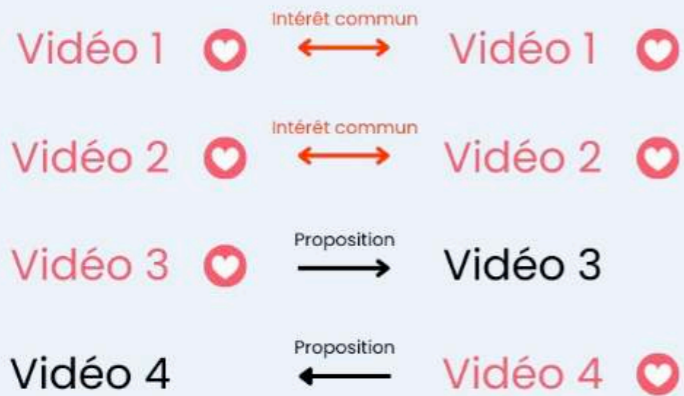 Intérêt commun
Vidéo 1 Vidéo 1
Intérêt commun
Vidéo 2 Vidéo 2
Proposition
Vidéo 3 Vidéo 3
Proposition
Vidéo 4 Vidéo 4